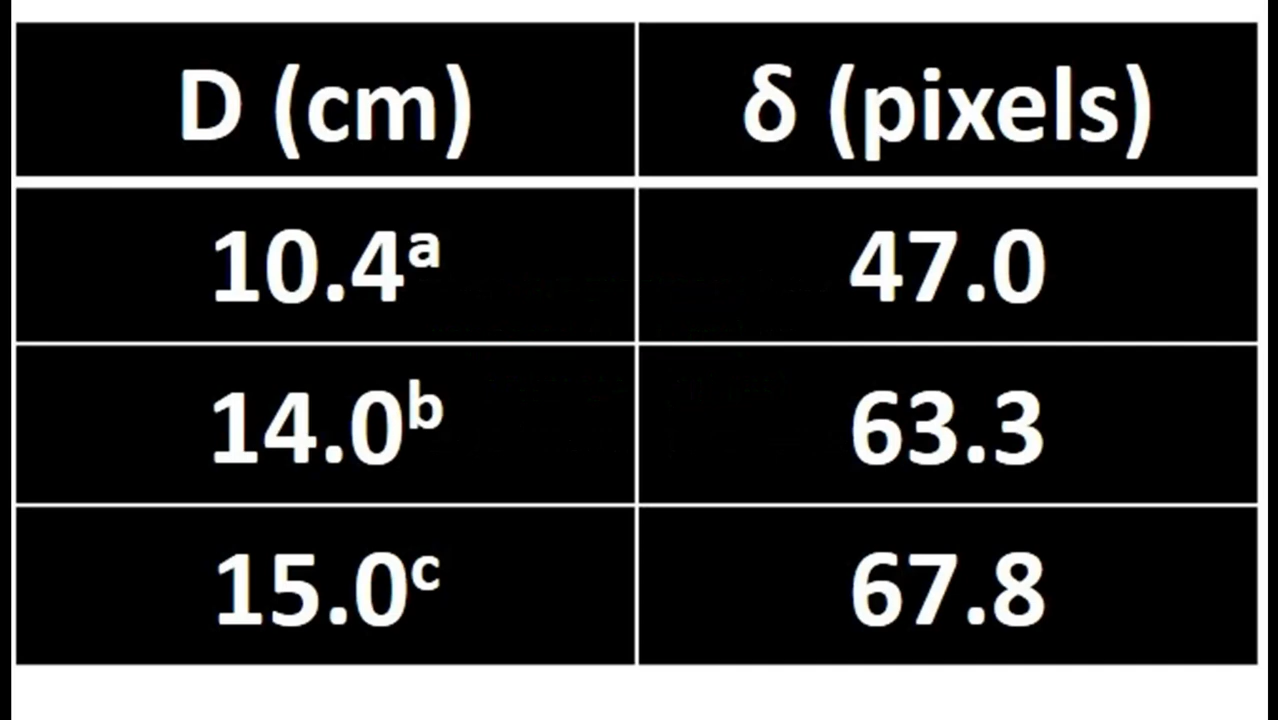 D (cm) δ (pixels)
10.4ᵃ 47.0
14.0ᵇ 63.3
15.0ᶜ 67.8